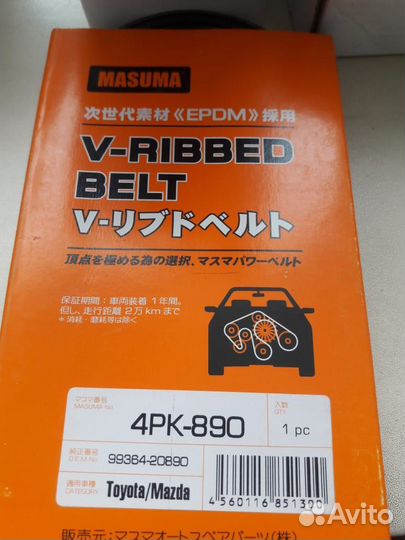 MASUMA
次世代素材《EPDM》採用
V-RIBBED
BELT
V-リブドベルト
頂点を極める為の選択、マスマパワーベルト
保証期間：車両装着1年間。
但し、走行距離2万kmまで
＊消耗・磨耗等は除く
マスマ番号
MASUMA No.
4PK-890
入数
QTY
1 pc
純正番号
O.E.M No.
99364-20890
適用車種
CATEGORY
Toyota/Mazda
4 560116 851300
販売元：マスマオートスペアパーツ(株)
Avito